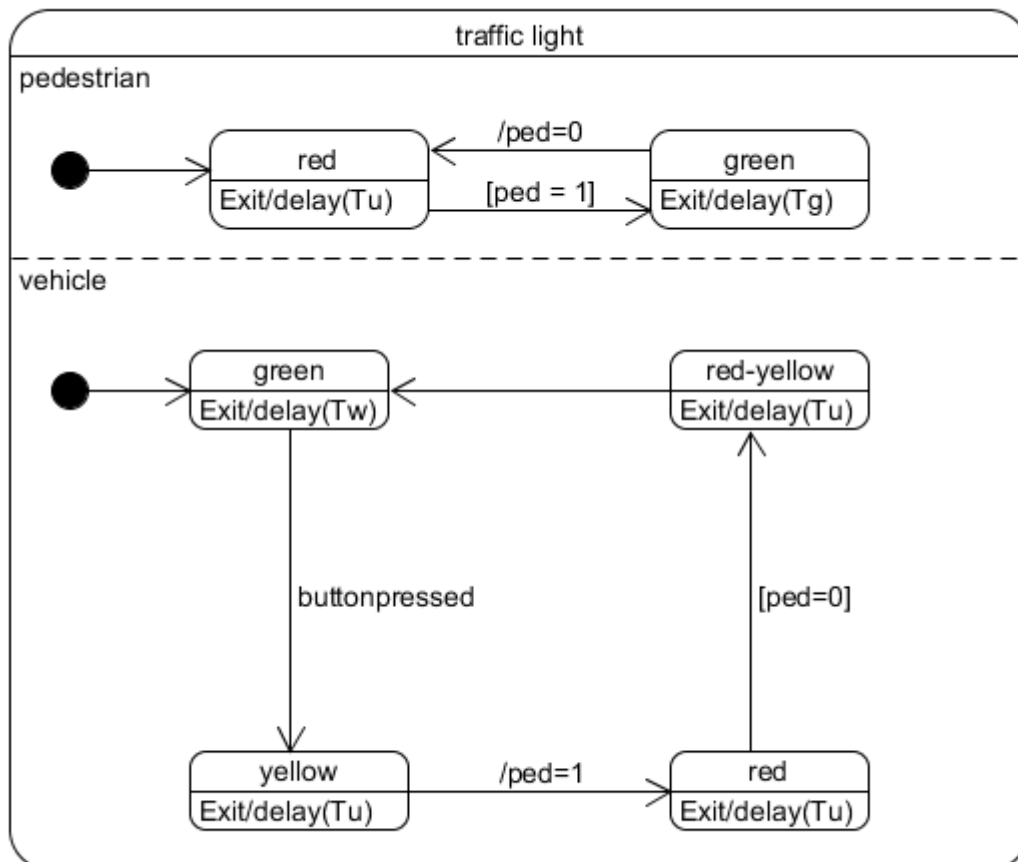 traffic light
pedestrian
/ped=0
red
green
Exit/delay(Tu)
[ped = 1]
Exit/delay(Tg)
vehicle
green
red-yellow
Exit/delay(Tw)
Exit/delay(Tu)
buttonpressed
[ped=0]
yellow
/ped=1
red
Exit/delay(Tu)
Exit/delay(Tu)